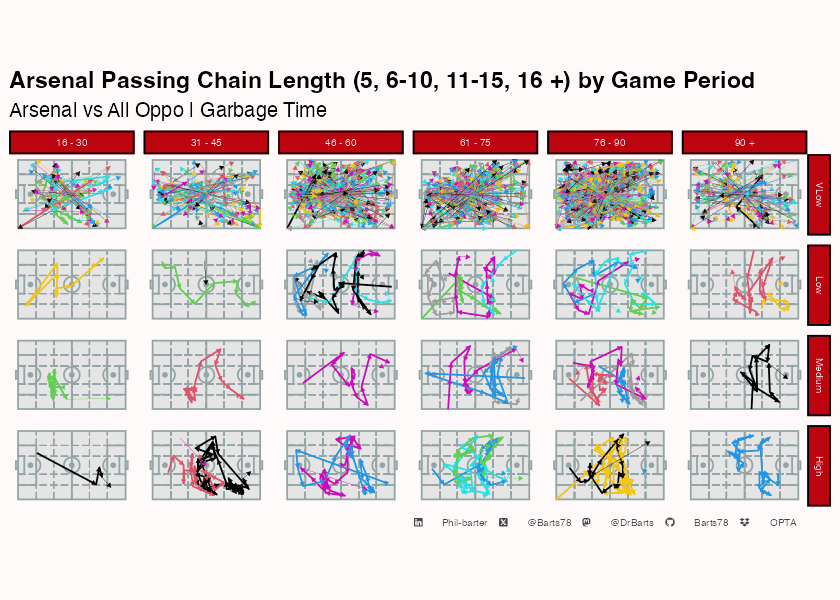 Arsenal Passing Chain Length (5, 6-10, 11-15, 16 +) by Game Period
Arsenal vs All Oppo I Garbage Time
16 - 30 31 - 45 46 - 60 61 - 75 76 - 90 90 +
VLow
Low
Medium
High
Phil-barter @Barts78 @DrBarts Barts78 OPTA